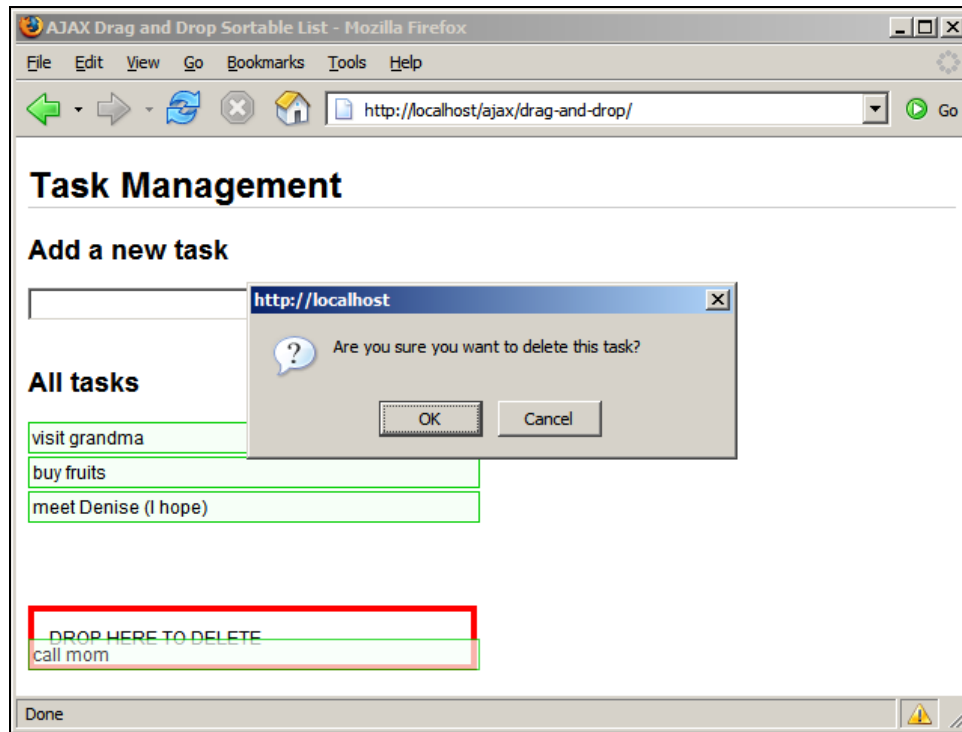 AJAX Drag and Drop Sortable List - Mozilla Firefox
File Edit View Go Bookmarks Tools Help
http://localhost/ajax/drag-and-drop/ Go
Task Management
Add a new task
http://localhost
Are you sure you want to delete this task?
OK Cancel
All tasks
visit grandma
buy fruits
meet Denise (I hope)
DROP HERE TO DELETE
call mom
Done